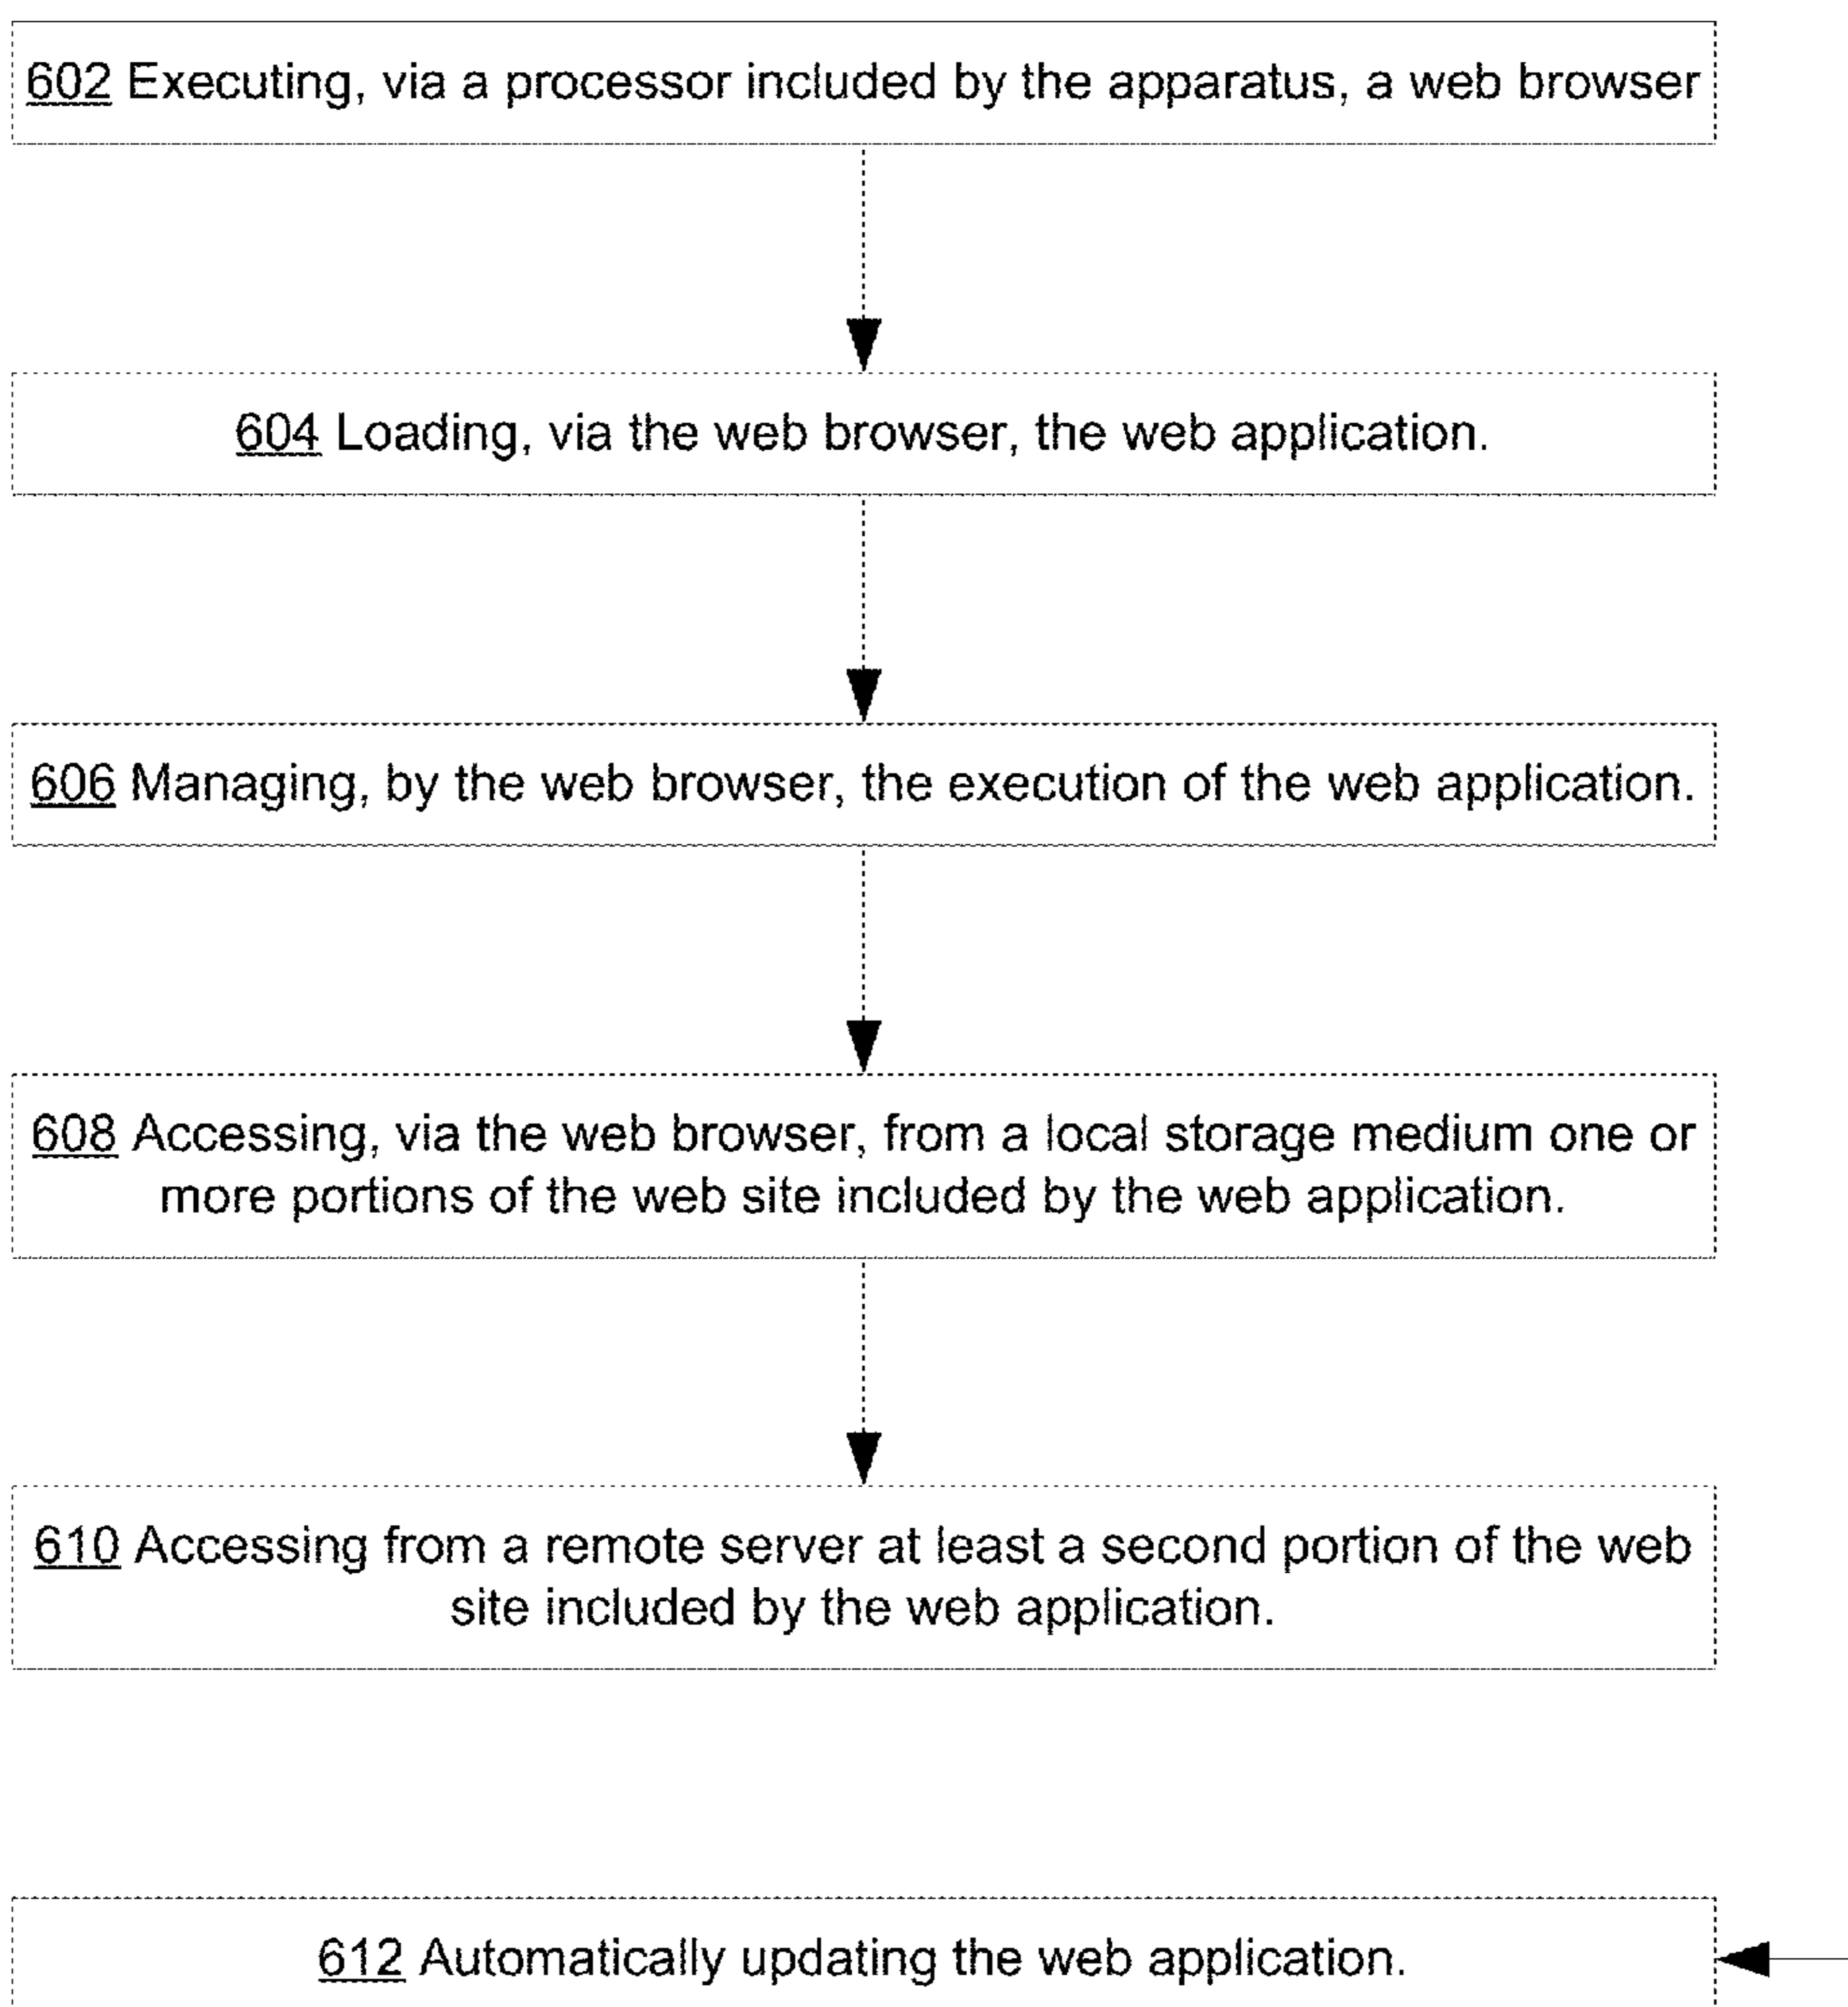 602 Executing, via a processor included by the apparatus, a web browser
604 Loading, via the web browser, the web application.
606 Managing, by the web browser, the execution of the web application.
608 Accessing, via the web browser, from a local storage medium one or
more portions of the web site included by the web application.
610 Accessing from a remote server at least a second portion of the web
site included by the web application.
612 Automatically updating the web application.